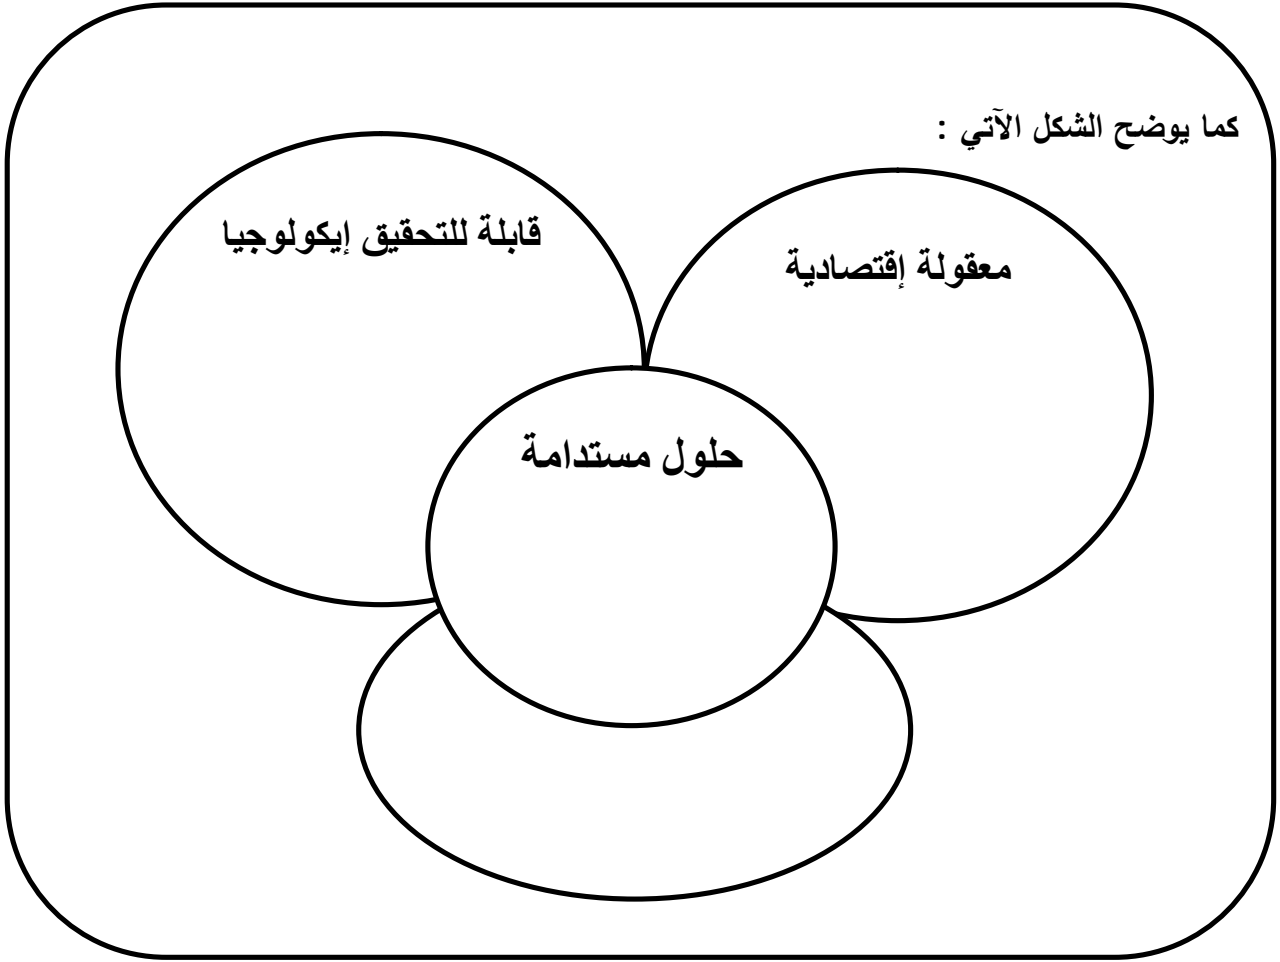 كما يوضح الشكل الآتي :
معقولة إقتصادية
قابلة للتحقيق إيكولوجيا
حلول مستدامة